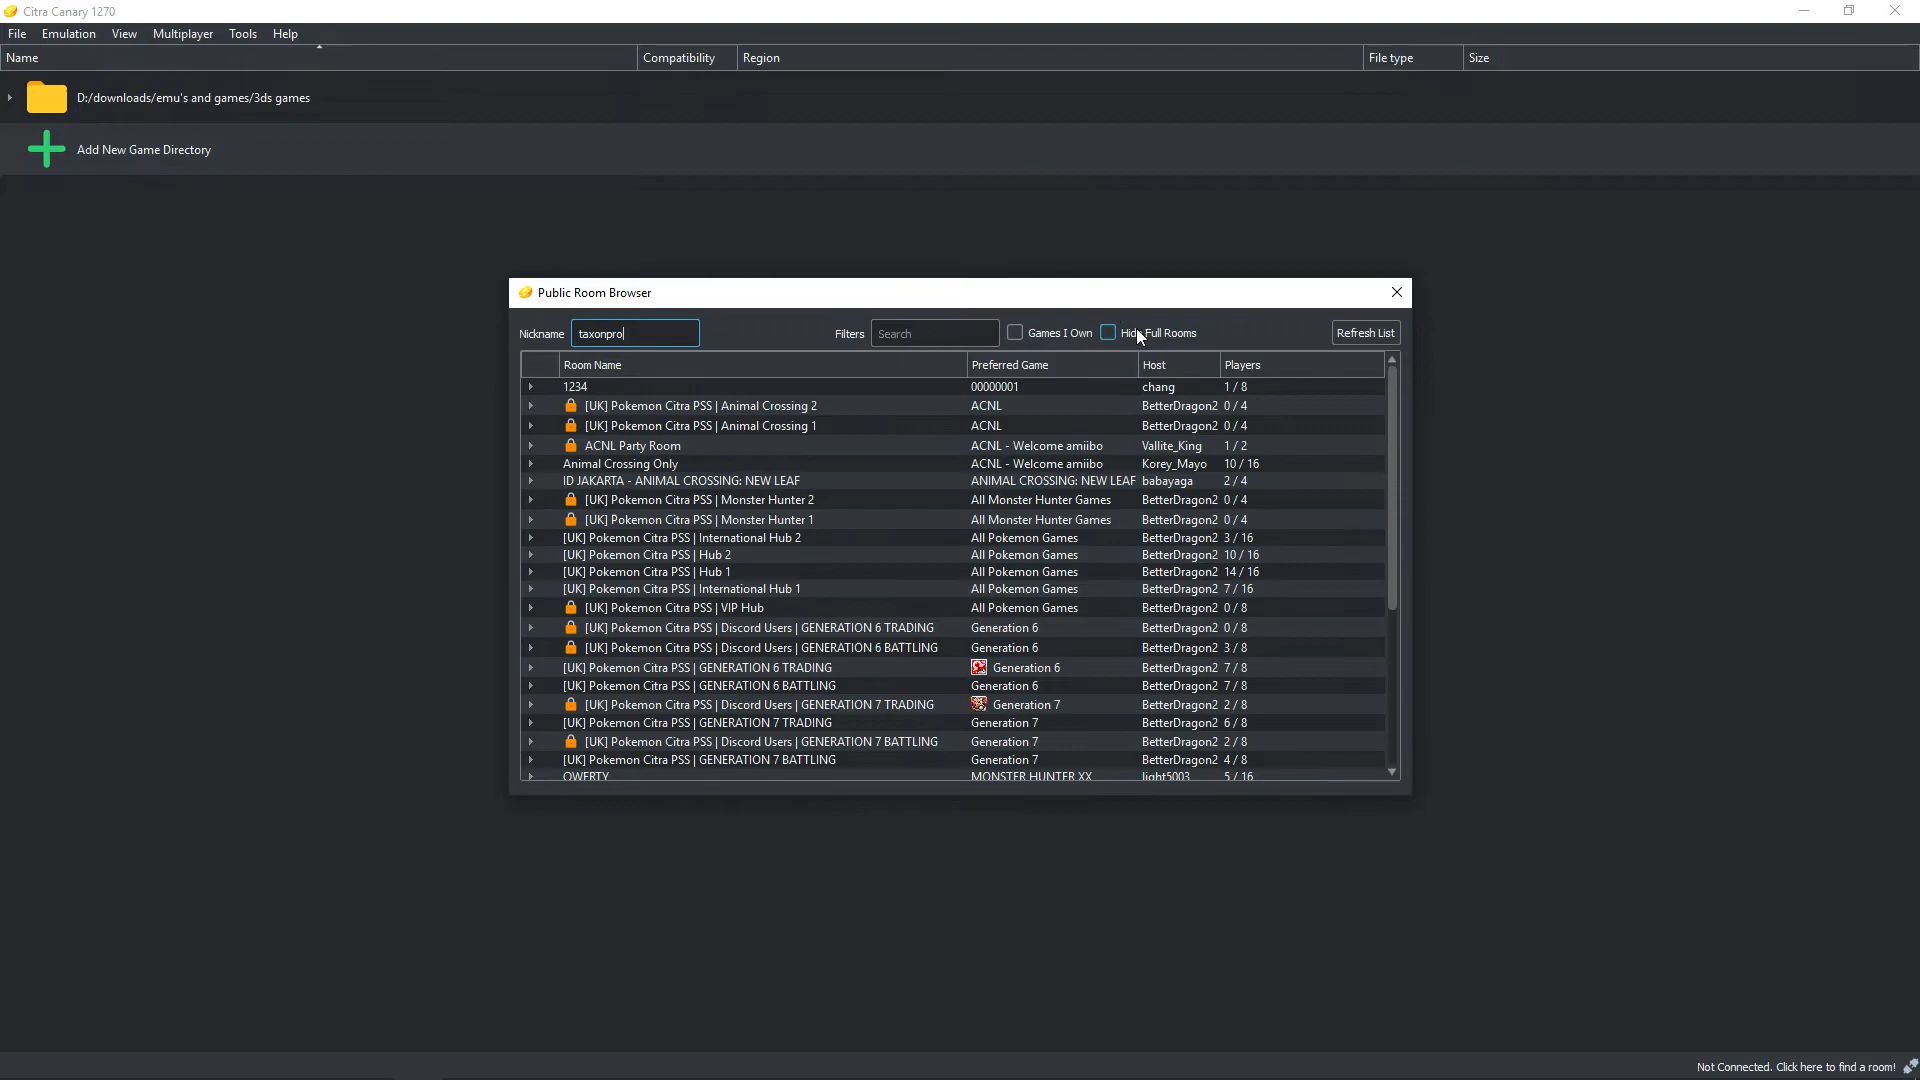 Citra Canary 1270
File Emulation View Multiplayer Tools Help
Name Compatibility Region File type Size
D:/downloads/emu's and games/3ds games
Add New Game Directory
Public Room Browser
Nickname taxonpro Filters Search Games I Own Hide Full Rooms Refresh List
Room Name Preferred Game Host Players
1234 00000001 chang 1 / 8
[UK] Pokemon Citra PSS | Animal Crossing 2 ACNL BetterDragon2 0 / 4
[UK] Pokemon Citra PSS | Animal Crossing 1 ACNL BetterDragon2 0 / 4
ACNL Party Room ACNL - Welcome amiibo Vallite_King 1 / 2
Animal Crossing Only ACNL - Welcome amiibo Korey_Mayo 10 / 16
ID JAKARTA - ANIMAL CROSSING: NEW LEAF ANIMAL CROSSING: NEW LEAF babayaga 2 / 4
[UK] Pokemon Citra PSS | Monster Hunter 2 All Monster Hunter Games BetterDragon2 0 / 4
[UK] Pokemon Citra PSS | Monster Hunter 1 All Monster Hunter Games BetterDragon2 0 / 4
[UK] Pokemon Citra PSS | International Hub 2 All Pokemon Games BetterDragon2 3 / 16
[UK] Pokemon Citra PSS | Hub 2 All Pokemon Games BetterDragon2 10 / 16
[UK] Pokemon Citra PSS | Hub 1 All Pokemon Games BetterDragon2 14 / 16
[UK] Pokemon Citra PSS | International Hub 1 All Pokemon Games BetterDragon2 7 / 16
[UK] Pokemon Citra PSS | VIP Hub All Pokemon Games BetterDragon2 0 / 8
[UK] Pokemon Citra PSS | Discord Users | GENERATION 6 TRADING Generation 6 BetterDragon2 0 / 8
[UK] Pokemon Citra PSS | Discord Users | GENERATION 6 BATTLING Generation 6 BetterDragon2 3 / 8
[UK] Pokemon Citra PSS | GENERATION 6 TRADING Generation 6 BetterDragon2 7 / 8
[UK] Pokemon Citra PSS | GENERATION 6 BATTLING Generation 6 BetterDragon2 7 / 8
[UK] Pokemon Citra PSS | Discord Users | GENERATION 7 TRADING Generation 7 BetterDragon2 2 / 8
[UK] Pokemon Citra PSS | GENERATION 7 TRADING Generation 7 BetterDragon2 6 / 8
[UK] Pokemon Citra PSS | Discord Users | GENERATION 7 BATTLING Generation 7 BetterDragon2 2 / 8
[UK] Pokemon Citra PSS | GENERATION 7 BATTLING Generation 7 BetterDragon2 4 / 8
QWERTY MONSTER HUNTER XX light5003 5 / 16
Not Connected. Click here to find a room!